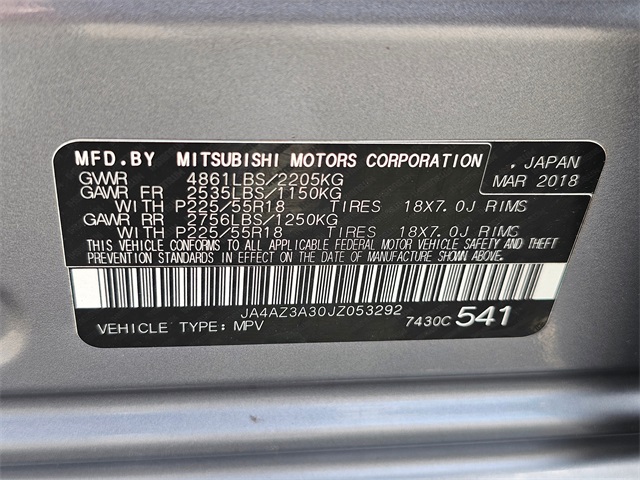 MFD.BY MITSUBISHI MOTORS CORPORATION , JAPAN
GVWR 4861LBS/2205KG MAR 2018
GAWR FR 2535LBS/1150KG
WITH P225/55R18 TIRES 18X7.0J RIMS
GAWR RR 2756LBS/1250KG
WITH P225/55R18 TIRES 18X7.0J RIMS
THIS VEHICLE CONFORMS TO ALL APPLICABLE FEDERAL MOTOR VEHICLE SAFETY AND THEFT
PREVENTION STANDARDS IN EFFECT ON THE DATE OF MANUFACTURE SHOWN ABOVE.
JA4AZ3A30JZ053292
VEHICLE TYPE: MPV 7430C 541